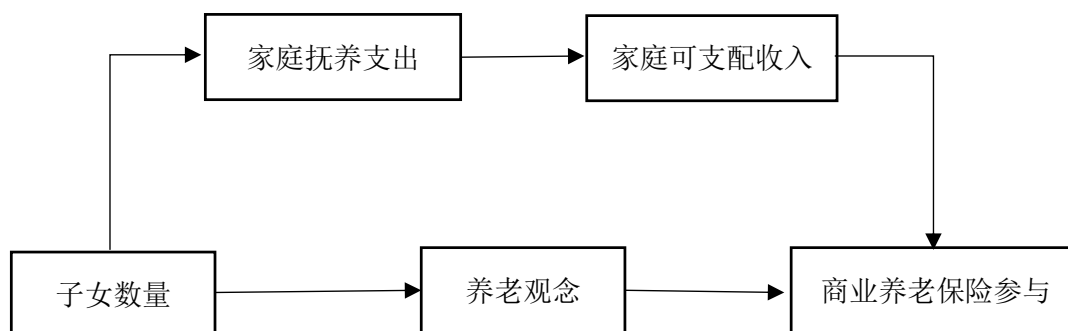 家庭抚养支出
家庭可支配收入
子女数量
养老观念
商业养老保险参与